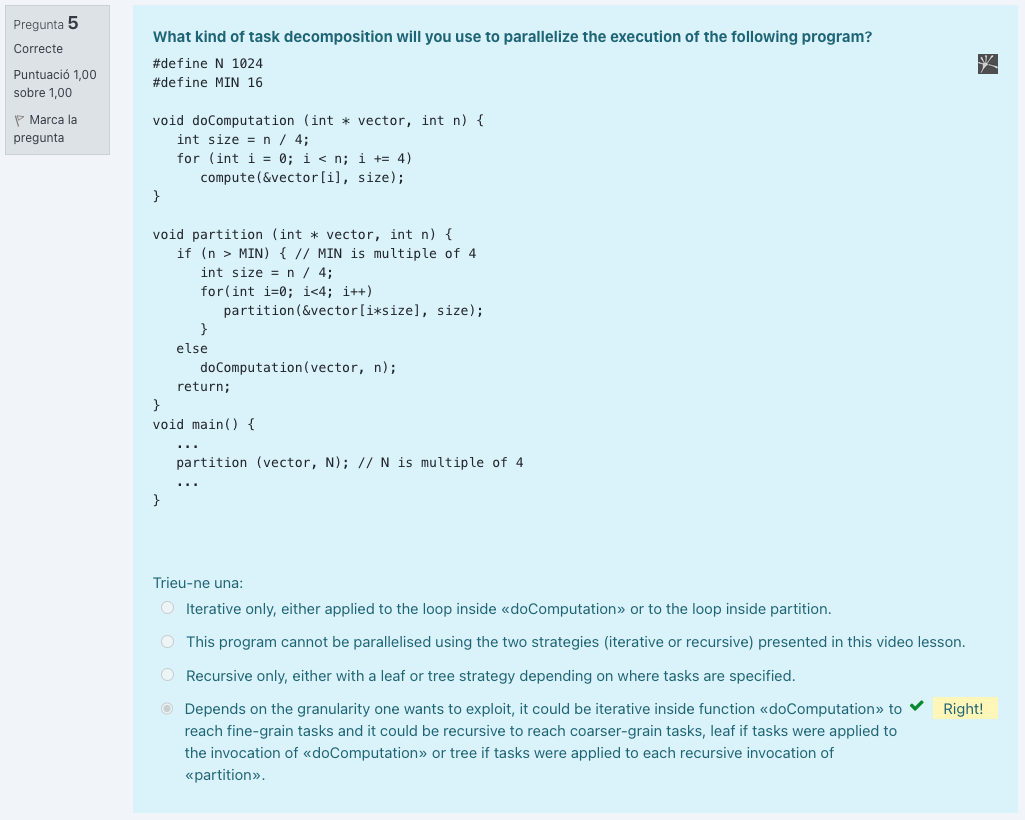 Pregunta 5
Correcte
Puntuació 1,00
sobre 1,00
Marca la
pregunta
What kind of task decomposition will you use to parallelize the execution of the following program?
#define N 1024
#define MIN 16
void doComputation (int * vector, int n) {
   int size = n / 4;
   for (int i = 0; i < n; i += 4)
      compute(&vector[i], size);
}
void partition (int * vector, int n) {
   if (n > MIN) { // MIN is multiple of 4
      int size = n / 4;
      for(int i=0; i<4; i++)
         partition(&vector[i*size], size);
      }
   else
      doComputation(vector, n);
   return;
}
void main() {
   ...
   partition (vector, N); // N is multiple of 4
   ...
}
Trieu-ne una:
Iterative only, either applied to the loop inside «doComputation» or to the loop inside partition.
This program cannot be parallelised using the two strategies (iterative or recursive) presented in this video lesson.
Recursive only, either with a leaf or tree strategy depending on where tasks are specified.
Depends on the granularity one wants to exploit, it could be iterative inside function «doComputation» to Right!
reach fine-grain tasks and it could be recursive to reach coarser-grain tasks, leaf if tasks were applied to
the invocation of «doComputation» or tree if tasks were applied to each recursive invocation of
«partition».